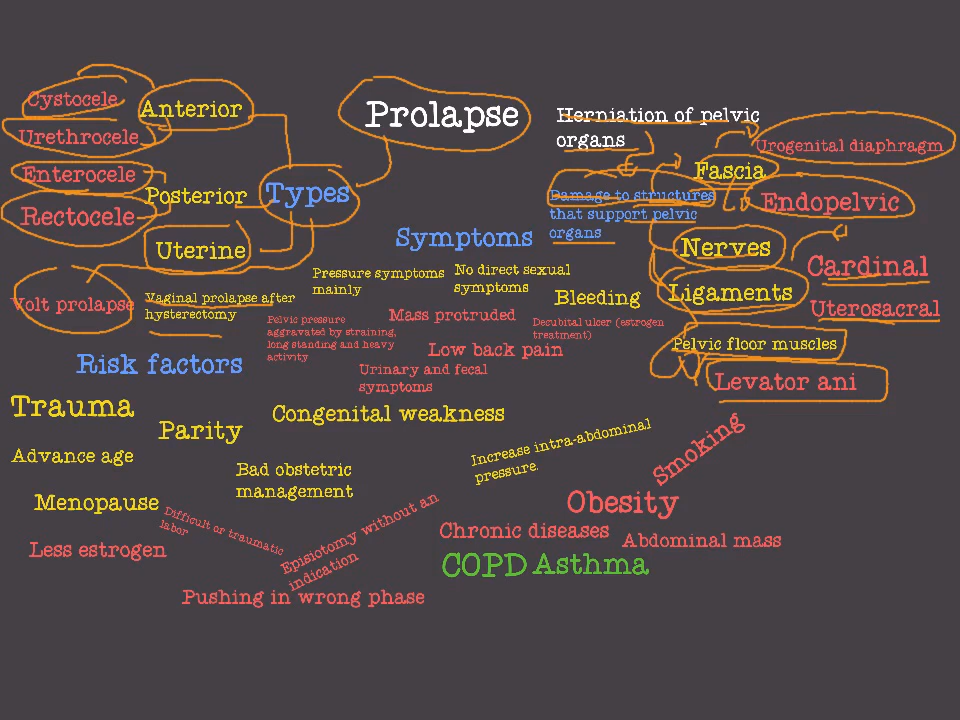 Prolapse
Herniation of pelvic
organs
Damage to structures
that support pelvic
organs
Fascia
Urogenital diaphragm
Endopelvic
Nerves
Ligaments
Cardinal
Uterosacral
Pelvic floor muscles
Levator ani
Types
Anterior
Cystocele
Urethrocele
Posterior
Enterocele
Rectocele
Uterine
Volt prolapse
Vaginal prolapse after
hysterectomy
Symptoms
Pressure symptoms
mainly
No direct sexual
symptoms
Bleeding
Pelvic pressure
aggravated by straining,
long standing and heavy
activity
Mass protruded
Decubital ulcer (estrogen
treatment)
Low back pain
Urinary and fecal
symptoms
Risk factors
Trauma
Parity
Congenital weakness
Advance age
Bad obstetric
management
Increase intra-abdominal
pressure.
Smoking
Menopause
Less estrogen
Difficult or traumatic
labor
Episiotomy without an
indication
Pushing in wrong phase
Obesity
Chronic diseases
Abdominal mass
COPD Asthma